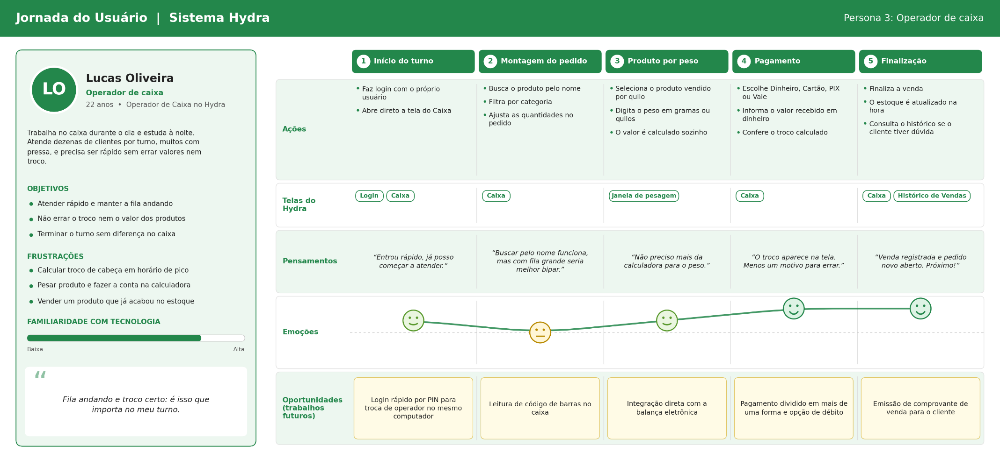 Jornada do Usuário | Sistema Hydra
Persona 3: Operador de caixa
LO
Lucas Oliveira
Operador de caixa
22 anos • Operador de Caixa no Hydra
Trabalha no caixa durante o dia e estuda à noite.
Atende dezenas de clientes por turno, muitos com
pressa, e precisa ser rápido sem errar valores nem
troco.
OBJETIVOS
• Atender rápido e manter a fila andando
• Não errar o troco nem o valor dos produtos
• Terminar o turno sem diferença no caixa
FRUSTRAÇÕES
• Calcular troco de cabeça em horário de pico
• Pesar produto e fazer a conta na calculadora
• Vender um produto que já acabou no estoque
FAMILIARIDADE COM TECNOLOGIA
Baixa
Alta
“
Fila andando e troco certo: é isso que
importa no meu turno.
1 Início do turno
2 Montagem do pedido
3 Produto por peso
4 Pagamento
5 Finalização
Ações
• Faz login com o próprio
usuário
• Abre direto a tela do Caixa
• Busca o produto pelo nome
• Filtra por categoria
• Ajusta as quantidades no
pedido
• Seleciona o produto vendido
por quilo
• Digita o peso em gramas ou
quilos
• O valor é calculado sozinho
• Escolhe Dinheiro, Cartão, PIX
ou Vale
• Informa o valor recebido em
dinheiro
• Confere o troco calculado
• Finaliza a venda
• O estoque é atualizado na
hora
• Consulta o histórico se o
cliente tiver dúvida
Telas do
Hydra
Login
Caixa
Caixa
Janela de pesagem
Caixa
Caixa
Histórico de Vendas
Pensamentos
“Entrou rápido, já posso
começar a atender.”
“Buscar pelo nome funciona,
mas com fila grande seria
melhor bipar.”
“Não preciso mais da
calculadora para o peso.”
“O troco aparece na tela.
Menos um motivo para errar.”
“Venda registrada e pedido
novo aberto. Próximo!”
Emoções
Oportunidades
(trabalhos
futuros)
Login rápido por PIN para
troca de operador no mesmo
computador
Leitura de código de barras no
caixa
Integração direta com a
balança eletrônica
Pagamento dividido em mais de
uma forma e opção de débito
Emissão de comprovante de
venda para o cliente